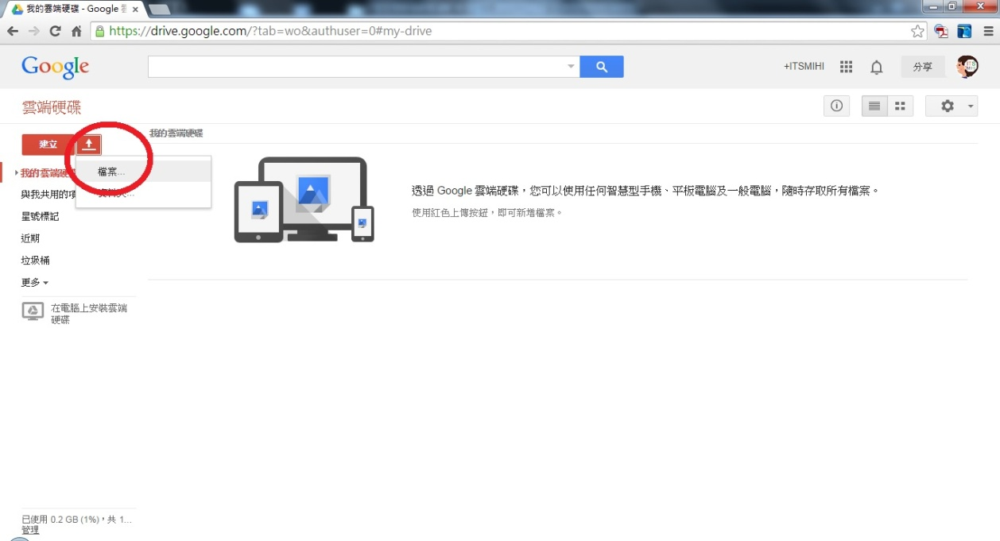 我的雲端硬碟 - Google
https://drive.google.com/?tab=wo&authuser=0#my-drive
Google
+ITSMIHI
分享
雲端硬碟
建立
我的雲端硬碟
檔案...
我的雲端硬
與我共用的項
星號標記
近期
垃圾桶
更多
在電腦上安裝雲端
硬碟
透過 Google 雲端硬碟，您可以使用任何智慧型手機、平板電腦及一般電腦，隨時存取所有檔案。
使用紅色上傳按鈕，即可新增檔案。
已使用 0.2 GB (1%)，共 1...
管理